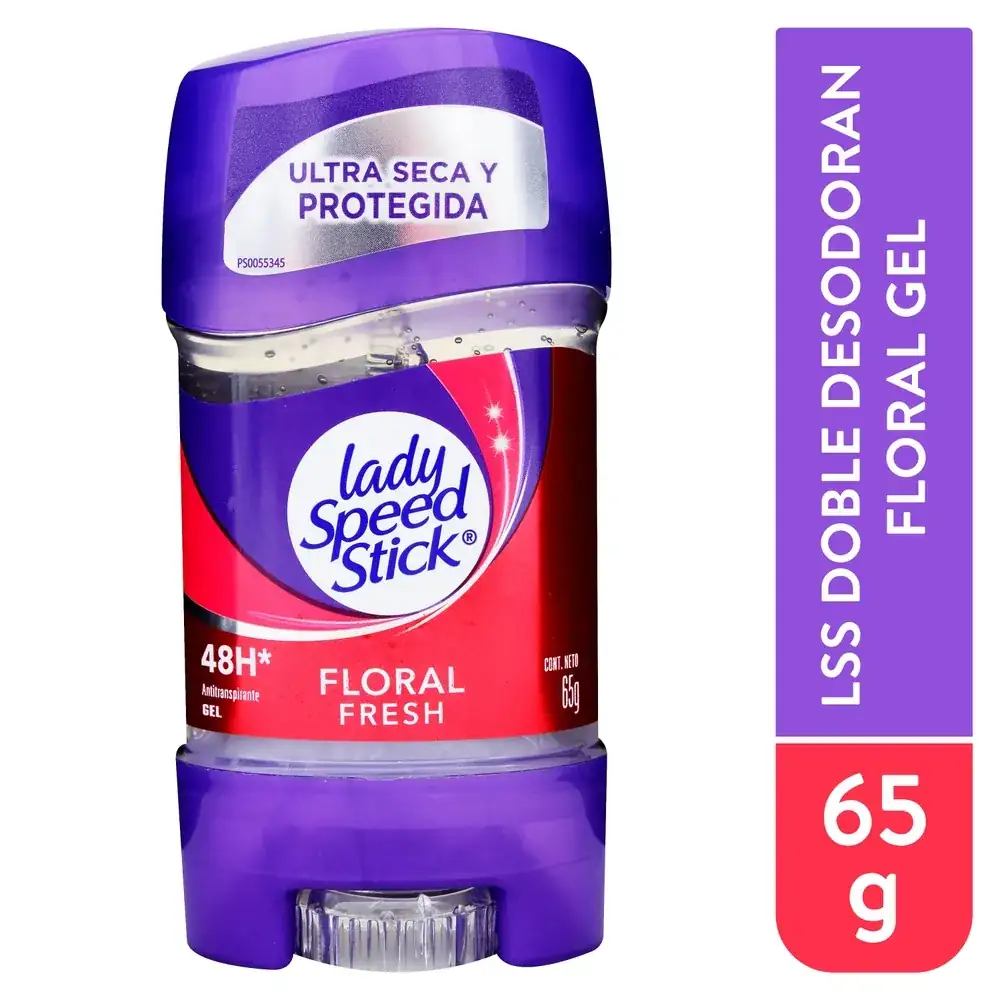 ULTRA SECA Y
PROTEGIDA
PS0055345
lady
Speed
Stick®
48H*
Antitranspirante
GEL
FLORAL
FRESH
CONT. NETO
65g
LSS DOBLE DESODORAN
FLORAL GEL
65
g